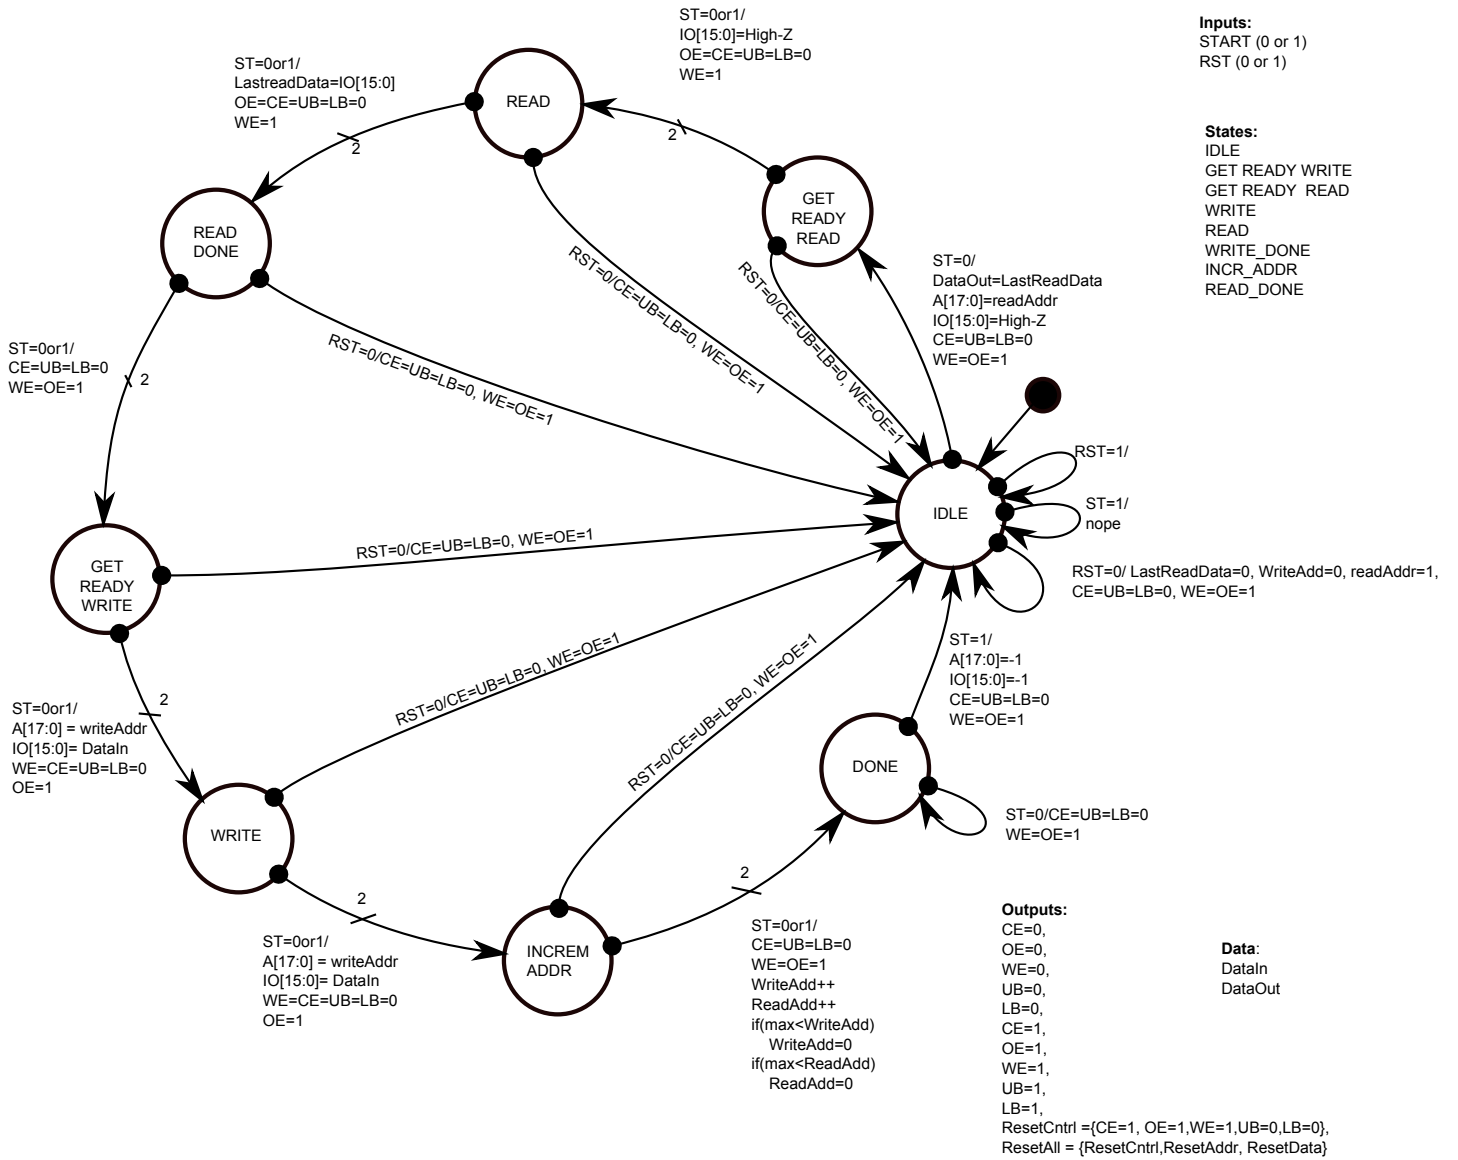 ST=0or1/
IO[15:0]=High-Z
OE=CE=UB=LB=0
WE=1
Inputs:
START (0 or 1)
RST (0 or 1)
ST=0or1/
LastreadData=IO[15:0]
OE=CE=UB=LB=0
WE=1
2
READ
2
States:
IDLE
GET READY WRITE
GET READY  READ
WRITE
READ
WRITE_DONE
INCR_ADDR
READ_DONE
GET
READY
READ
READ
DONE
RST=0/CE=UB=LB=0, WE=OE=1
RST=0/CE=UB=LB=0, WE=OE=1
ST=0/
DataOut=LastReadData
A[17:0]=readAddr
IO[15:0]=High-Z
CE=UB=LB=0
WE=OE=1
ST=0or1/
CE=UB=LB=0
WE=OE=1
2
RST=0/CE=UB=LB=0, WE=OE=1
RST=1/
ST=1/
nope
IDLE
RST=0/CE=UB=LB=0, WE=OE=1
GET
READY
WRITE
RST=0/ LastReadData=0, WriteAdd=0, readAddr=1,
CE=UB=LB=0, WE=OE=1
RST=0/CE=UB=LB=0, WE=OE=1
RST=0/CE=UB=LB=0, WE=OE=1
ST=1/
A[17:0]=-1
IO[15:0]=-1
CE=UB=LB=0
WE=OE=1
ST=0or1/
A[17:0] = writeAddr
IO[15:0]= DataIn
WE=CE=UB=LB=0
OE=1
2
DONE
ST=0/CE=UB=LB=0
WE=OE=1
WRITE
2
2
ST=0or1/
A[17:0] = writeAddr
IO[15:0]= DataIn
WE=CE=UB=LB=0
OE=1
INCREM
ADDR
ST=0or1/
CE=UB=LB=0
WE=OE=1
WriteAdd++
ReadAdd++
if(max<WriteAdd)
WriteAdd=0
if(max<ReadAdd)
ReadAdd=0
Outputs:
CE=0,
OE=0,
WE=0,
UB=0,
LB=0,
CE=1,
OE=1,
WE=1,
UB=1,
LB=1,
ResetCntrl ={CE=1, OE=1,WE=1,UB=0,LB=0},
ResetAll = {ResetCntrl,ResetAddr, ResetData}
Data:
DataIn
DataOut